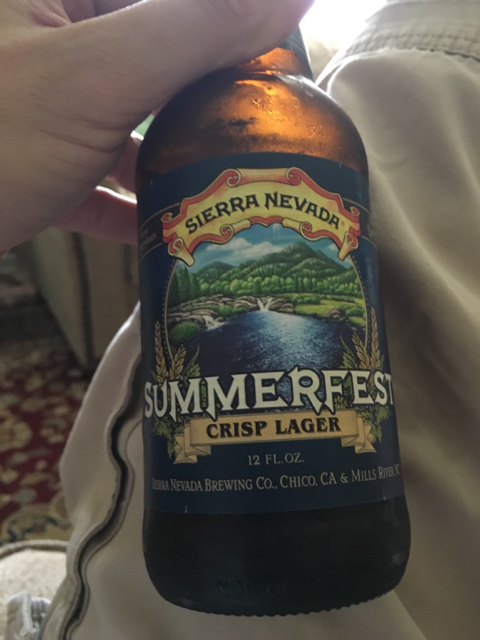 SIERRA NEVADA
SUMMERFEST
CRISP LAGER
12 FL. OZ.
SIERRA NEVADA BREWING CO., CHICO, CA & MILLS RIVER, NC